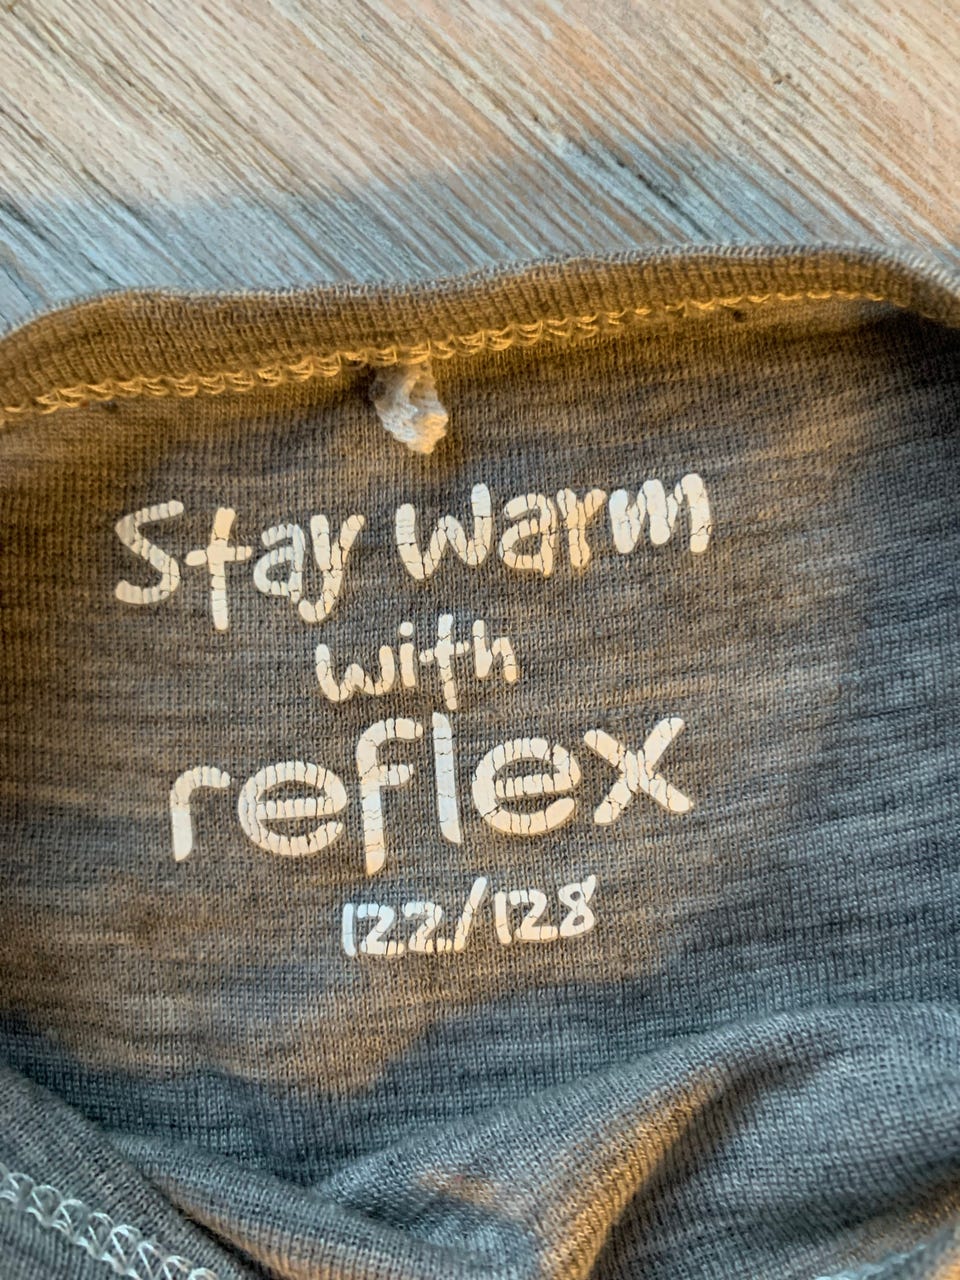 Stay warm
with
reflex
122/128